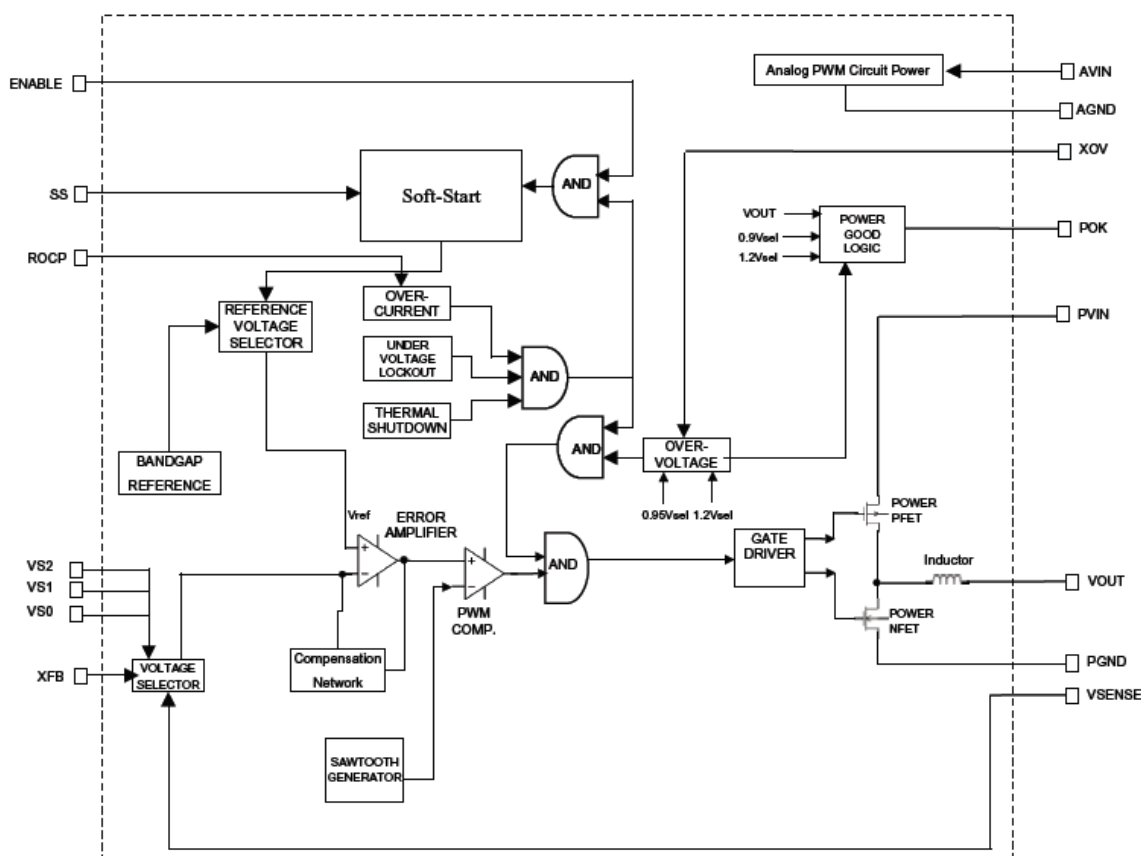 ENABLE
Analog PWM Circuit Power
AVIN
AGND
XOV
SS
Soft-Start
AND
VOUT
0.9Vsel
1.2Vsel
POWER
GOOD
LOGIC
POK
ROCP
OVER-
CURRENT
REFERENCE
VOLTAGE
SELECTOR
PVIN
UNDER
VOLTAGE
LOCKOUT
AND
THERMAL
SHUTDOWN
AND
OVER-
VOLTAGE
BANDGAP
REFERENCE
0.95Vsel
1.2Vsel
POWER
PFET
Vref
ERROR
AMPLIFIER
+
−
+
−
PWM
COMP.
AND
GATE
DRIVER
Inductor
VOUT
VS2
VS1
VS0
POWER
NFET
XFB
VOLTAGE
SELECTOR
Compensation
Network
PGND
VSENSE
SAWTOOTH
GENERATOR